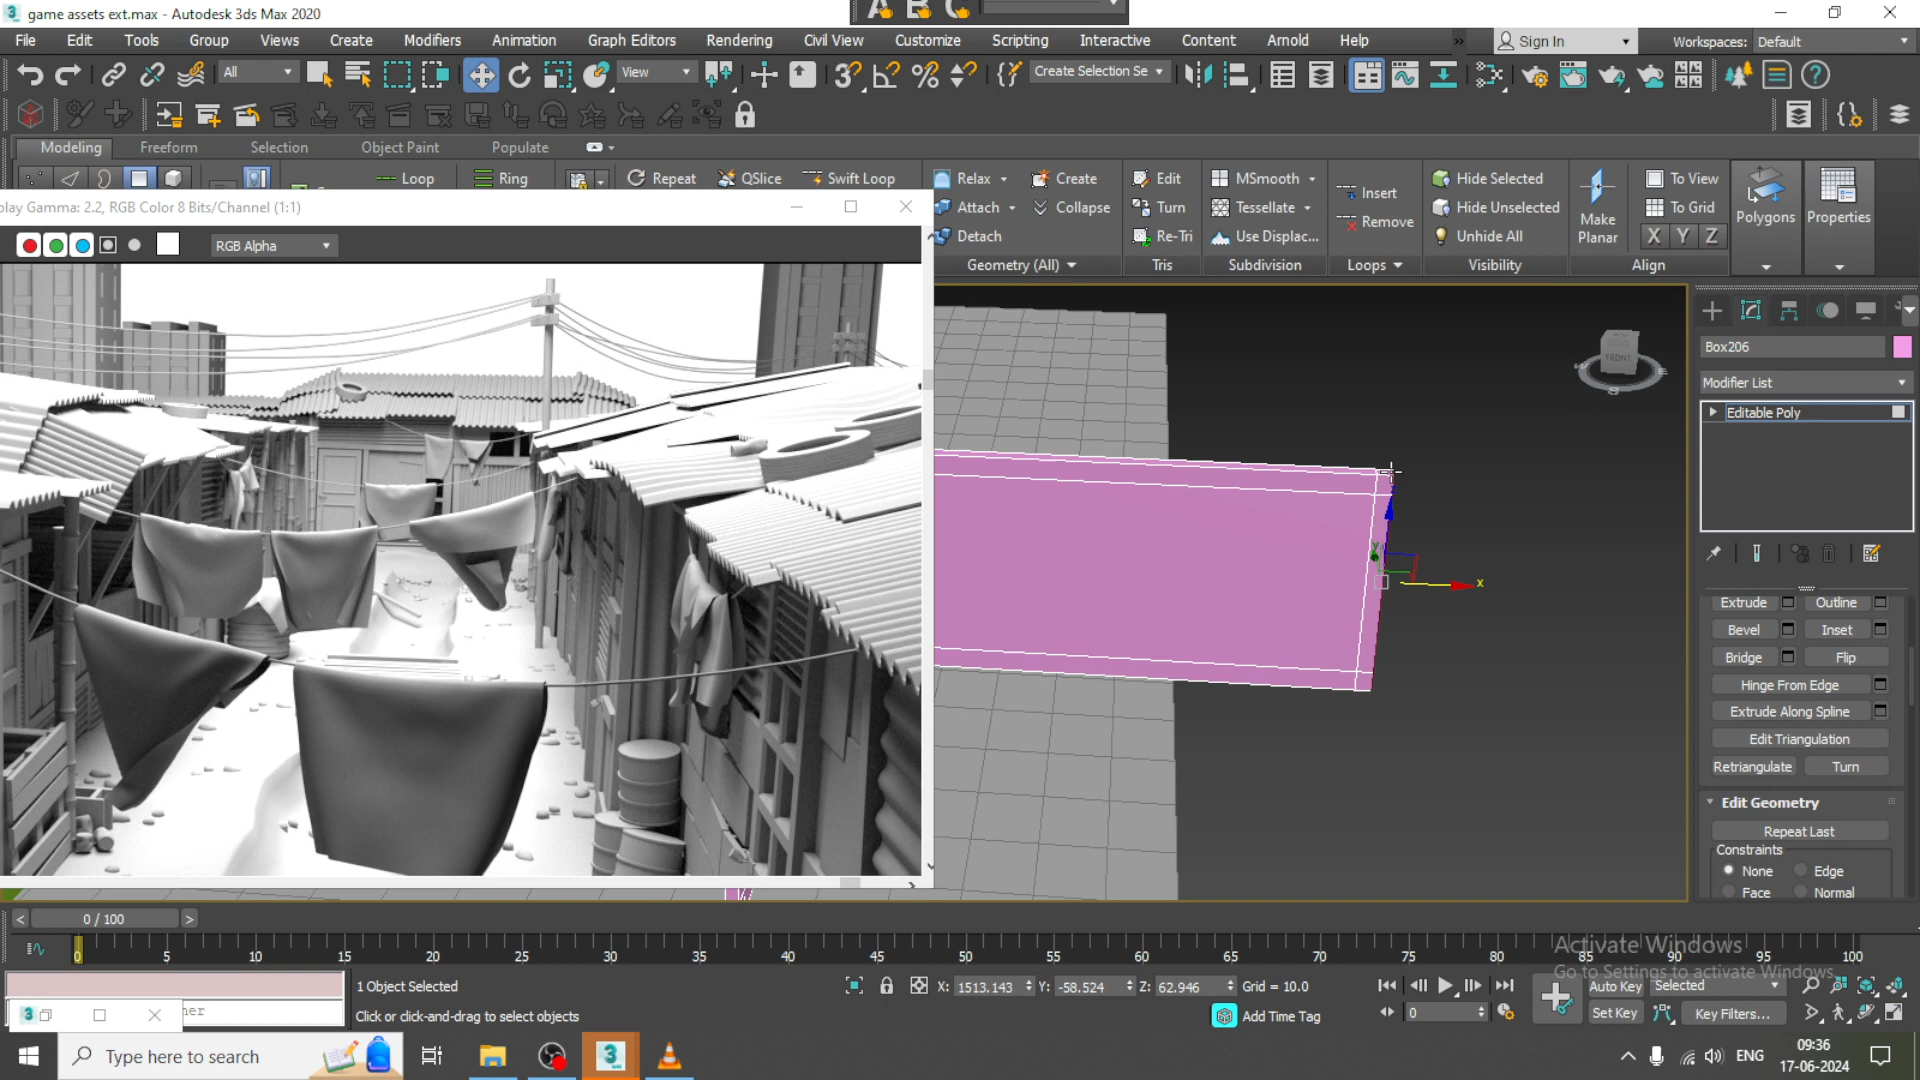 game assets ext.max - Autodesk 3ds Max 2020
File Edit Tools Group Views Create Modifiers Animation Graph Editors Rendering Civil View Customize Scripting Interactive Content Arnold Help
Sign In
Workspaces: Default
All
View
Create Selection Se
Modeling Freeform Selection Object Paint Populate
Loop Ring Repeat QSlice Swift Loop
Relax Create Edit MSmooth Insert Hide Selected To View
Attach Collapse Turn Tessellate Remove Hide Unselected Make Planar To Grid Polygons Properties
Detach Re-Tri Use Displac... Unhide All X Y Z
Geometry (All) Tris Subdivision Loops Visibility Align
play Gamma: 2.2, RGB Color 8 Bits/Channel (1:1)
RGB Alpha
FRONT
E
S
x
y
Box206
Modifier List
Editable Poly
Extrude Outline
Bevel Inset
Bridge Flip
Hinge From Edge
Extrude Along Spline
Edit Triangulation
Retriangulate Turn
Edit Geometry
Repeat Last
Constraints
None Edge
Face Normal
< 0 / 100 >
0 5 10 15 20 25 30 35 40 45 50 55 60 65 70 75 80 85 90 95 100
Activate Windows
Go to Settings to activate Windows.
1 Object Selected
X: 1513.143 Y: -58.524 Z: 62.946 Grid = 10.0
Auto Key Selected
Click or click-and-drag to select objects
Add Time Tag
0
Set Key Key Filters...
Type here to search
ENG
09:36
17-06-2024